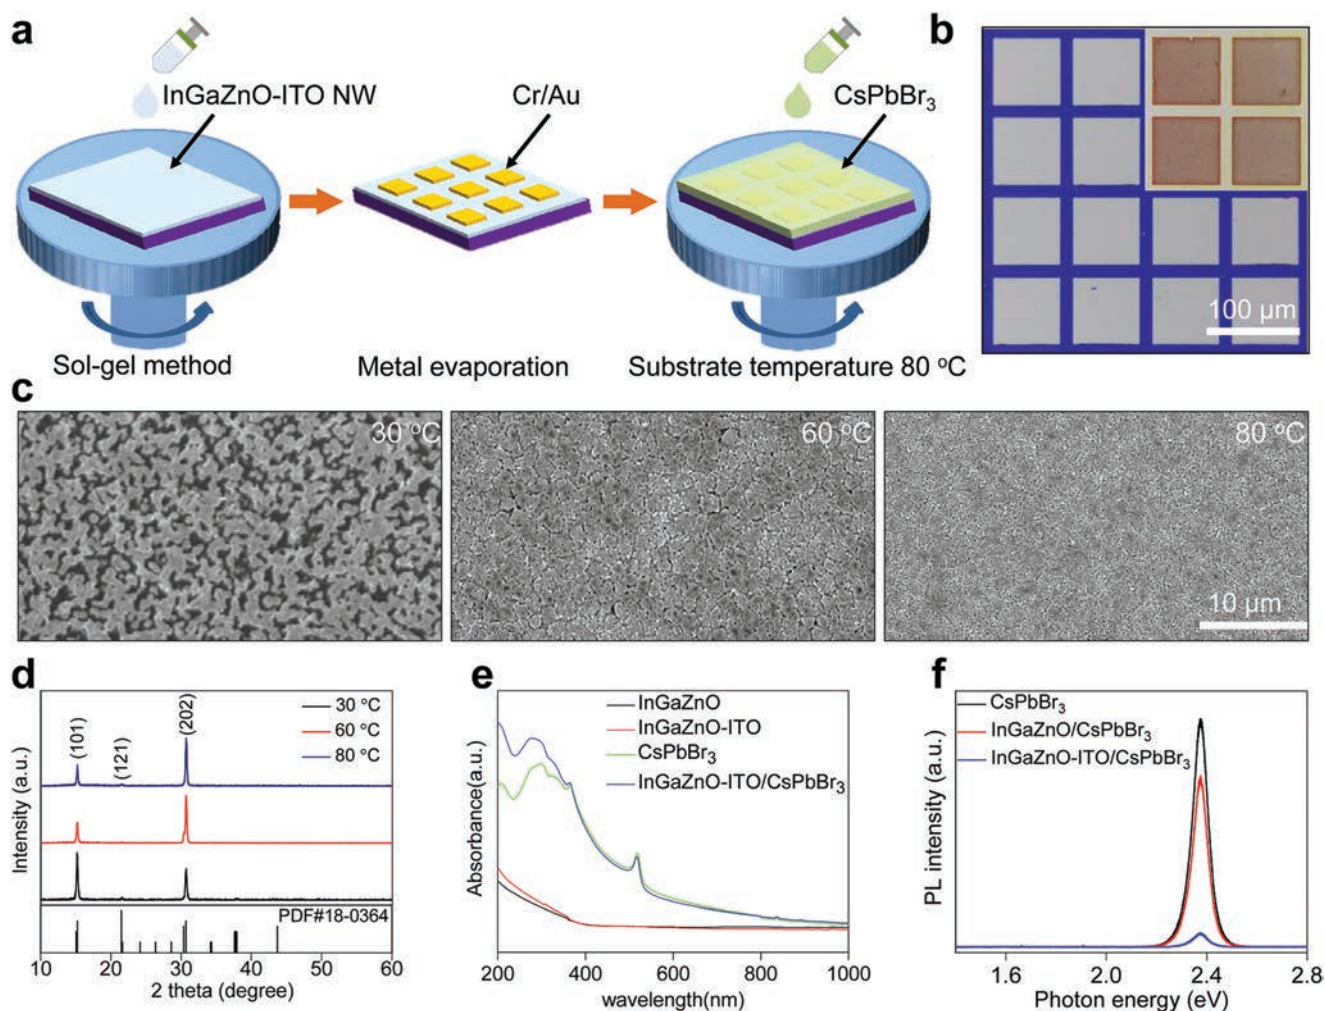 a
InGaZnO-ITO NW
Cr/Au
CsPbBr3
Sol-gel method
Metal evaporation
Substrate temperature 80 °C
b
100 µm
c
30 °C
60 °C
80 °C
10 µm
d
30 °C
60 °C
80 °C
(101)
(121)
(202)
PDF#18-0364
Intensity (a.u.)
10 20 30 40 50 60
2 theta (degree)
e
InGaZnO
InGaZnO-ITO
CsPbBr3
InGaZnO-ITO/CsPbBr3
Absorbance(a.u.)
200 400 600 800 1000
wavelength(nm)
f
CsPbBr3
InGaZnO/CsPbBr3
InGaZnO-ITO/CsPbBr3
PL intensity (a.u.)
1.6 2.0 2.4 2.8
Photon energy (eV)